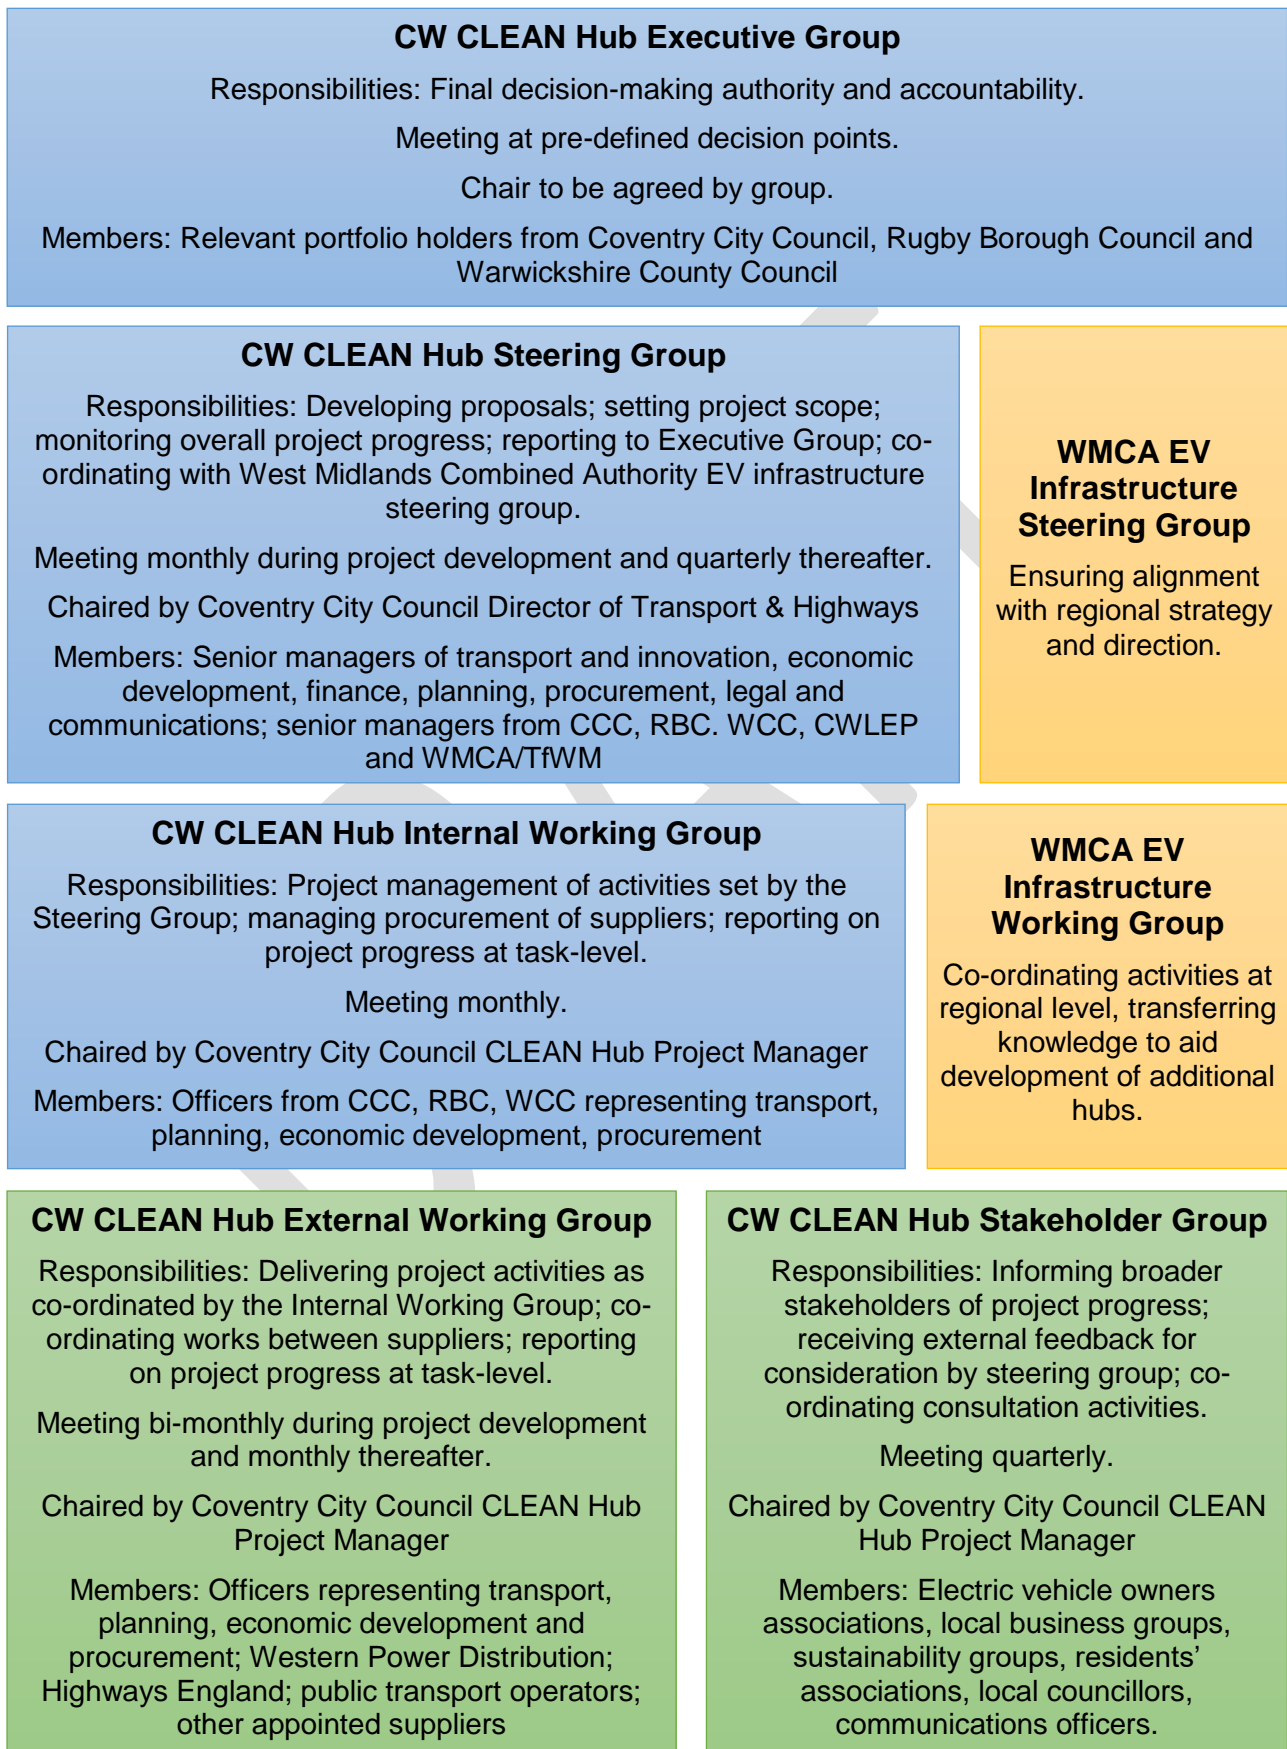 CW CLEAN Hub Executive Group
Responsibilities: Final decision-making authority and accountability.
Meeting at pre-defined decision points.
Chair to be agreed by group.
Members: Relevant portfolio holders from Coventry City Council, Rugby Borough Council and
Warwickshire County Council
CW CLEAN Hub Steering Group
Responsibilities: Developing proposals; setting project scope;
monitoring overall project progress; reporting to Executive Group; co-
ordinating with West Midlands Combined Authority EV infrastructure
steering group.
Meeting monthly during project development and quarterly thereafter.
Chaired by Coventry City Council Director of Transport & Highways
Members: Senior managers of transport and innovation, economic
development, finance, planning, procurement, legal and
communications; senior managers from CCC, RBC. WCC, CWLEP
and WMCA/TfWM
WMCA EV
Infrastructure
Steering Group
Ensuring alignment
with regional strategy
and direction.
CW CLEAN Hub Internal Working Group
Responsibilities: Project management of activities set by the
Steering Group; managing procurement of suppliers; reporting on
project progress at task-level.
Meeting monthly.
Chaired by Coventry City Council CLEAN Hub Project Manager
Members: Officers from CCC, RBC, WCC representing transport,
planning, economic development, procurement
WMCA EV
Infrastructure
Working Group
Co-ordinating activities at
regional level, transferring
knowledge to aid
development of additional
hubs.
CW CLEAN Hub External Working Group
Responsibilities: Delivering project activities as
co-ordinated by the Internal Working Group; co-
ordinating works between suppliers; reporting
on project progress at task-level.
Meeting bi-monthly during project development
and monthly thereafter.
Chaired by Coventry City Council CLEAN Hub
Project Manager
Members: Officers representing transport,
planning, economic development and
procurement; Western Power Distribution;
Highways England; public transport operators;
other appointed suppliers
CW CLEAN Hub Stakeholder Group
Responsibilities: Informing broader
stakeholders of project progress;
receiving external feedback for
consideration by steering group; co-
ordinating consultation activities.
Meeting quarterly.
Chaired by Coventry City Council CLEAN
Hub Project Manager
Members: Electric vehicle owners
associations, local business groups,
sustainability groups, residents’
associations, local councillors,
communications officers.